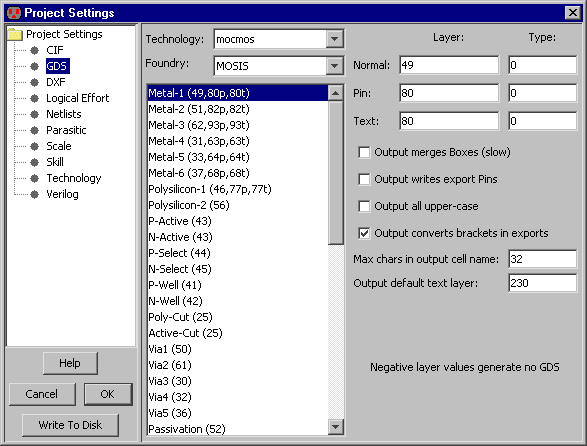 Project Settings
Project Settings
CIF
GDS
DXF
Logical Effort
Netlists
Parasitic
Scale
Skill
Technology
Verilog
Help
Cancel
OK
Write To Disk
Technology: mocmos
Foundry: MOSIS
Metal-1 (49,80p,80t)
Metal-2 (51,82p,82t)
Metal-3 (62,93p,93t)
Metal-4 (31,63p,63t)
Metal-5 (33,64p,64t)
Metal-6 (37,68p,68t)
Polysilicon-1 (46,77p,77t)
Polysilicon-2 (56)
P-Active (43)
N-Active (43)
P-Select (44)
N-Select (45)
P-Well (41)
N-Well (42)
Poly-Cut (25)
Active-Cut (25)
Via1 (50)
Via2 (61)
Via3 (30)
Via4 (32)
Via5 (36)
Passivation (52)
Layer: Type:
Normal: 49 0
Pin: 80 0
Text: 80 0
Output merges Boxes (slow)
Output writes export Pins
Output all upper-case
Output converts brackets in exports
Max chars in output cell name: 32
Output default text layer: 230
Negative layer values generate no GDS